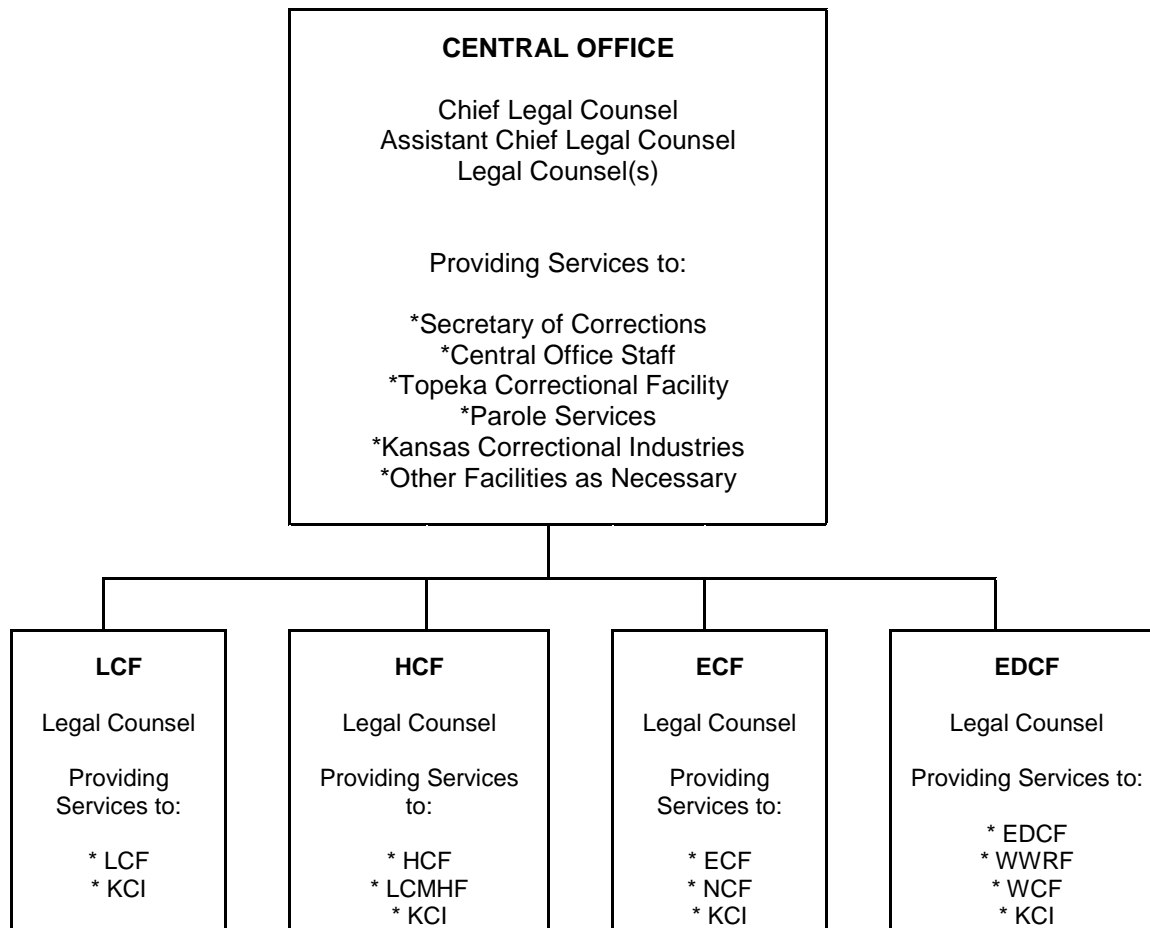 CENTRAL OFFICE
Chief Legal Counsel
Assistant Chief Legal Counsel
Legal Counsel(s)
Providing Services to:
*Secretary of Corrections
*Central Office Staff
*Topeka Correctional Facility
*Parole Services
*Kansas Correctional Industries
*Other Facilities as Necessary
LCF
Legal Counsel
Providing
Services to:
* LCF
* KCI
HCF
Legal Counsel
Providing Services
to:
* HCF
* LCMHF
* KCI
ECF
Legal Counsel
Providing
Services to:
* ECF
* NCF
* KCI
EDCF
Legal Counsel
Providing Services to:
* EDCF
* WWRF
* WCF
* KCI